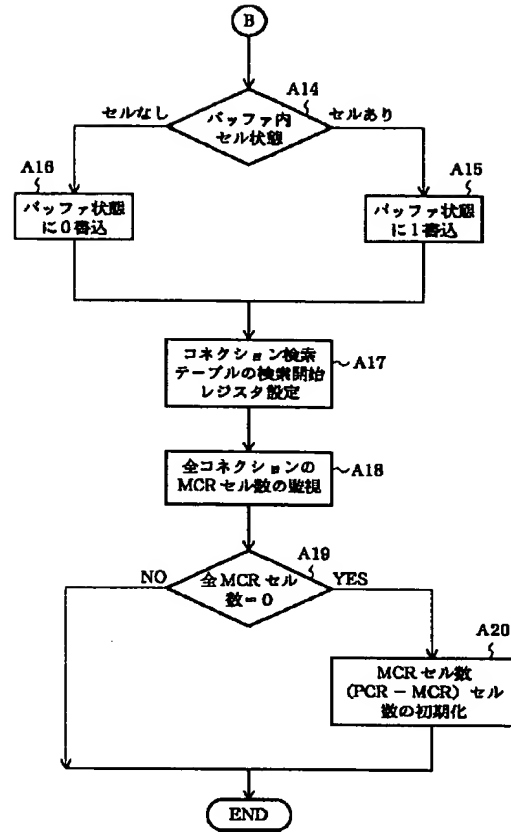 B
A14
バッファ内
セル状態
セルなし
セルあり
A16
バッファ状態
に0書込
A15
バッファ状態
に1書込
コネクション検索
テーブルの検索開始
レジスタ設定
A17
全コネクションの
MCRセル数の監視
A18
A19
全MCRセル
数=0
NO
YES
A20
MCRセル数
(PCR-MCR)セル
数の初期化
END